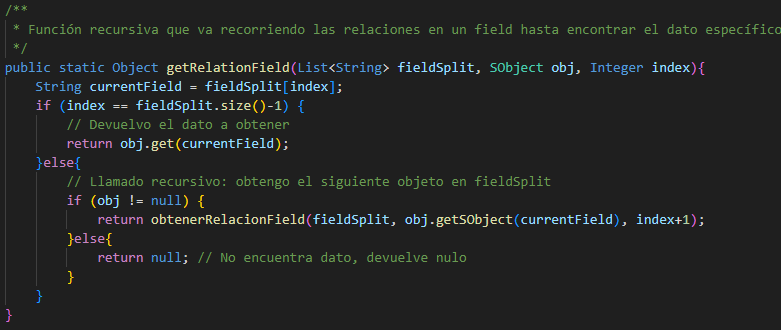 /**
* Función recursiva que va recorriendo las relaciones en un field hasta encontrar el dato específico
*/
public static Object getRelationField(List<String> fieldSplit, SObject obj, Integer index){
String currentField = fieldSplit[index];
if (index == fieldSplit.size()-1) {
// Devuelvo el dato a obtener
return obj.get(currentField);
}else{
// Llamado recursivo: obtengo el siguiente objeto en fieldSplit
if (obj != null) {
return obtenerRelacionField(fieldSplit, obj.getSObject(currentField), index+1);
}else{
return null; // No encuentra dato, devuelve nulo
}
}
}